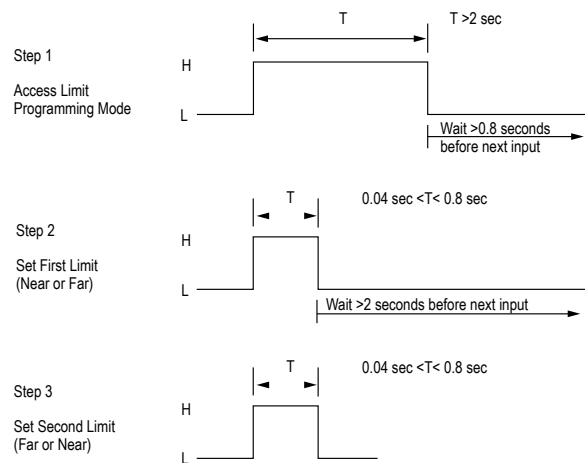 T
T >2 sec
Step 1
H
Access Limit
Programming Mode
L
Wait >0.8 seconds
before next input
T
0.04 sec <T< 0.8 sec
Step 2
H
Set First Limit
(Near or Far)
L
Wait >2 seconds before next input
T
0.04 sec <T< 0.8 sec
Step 3
H
Set Second Limit
(Far or Near)
L